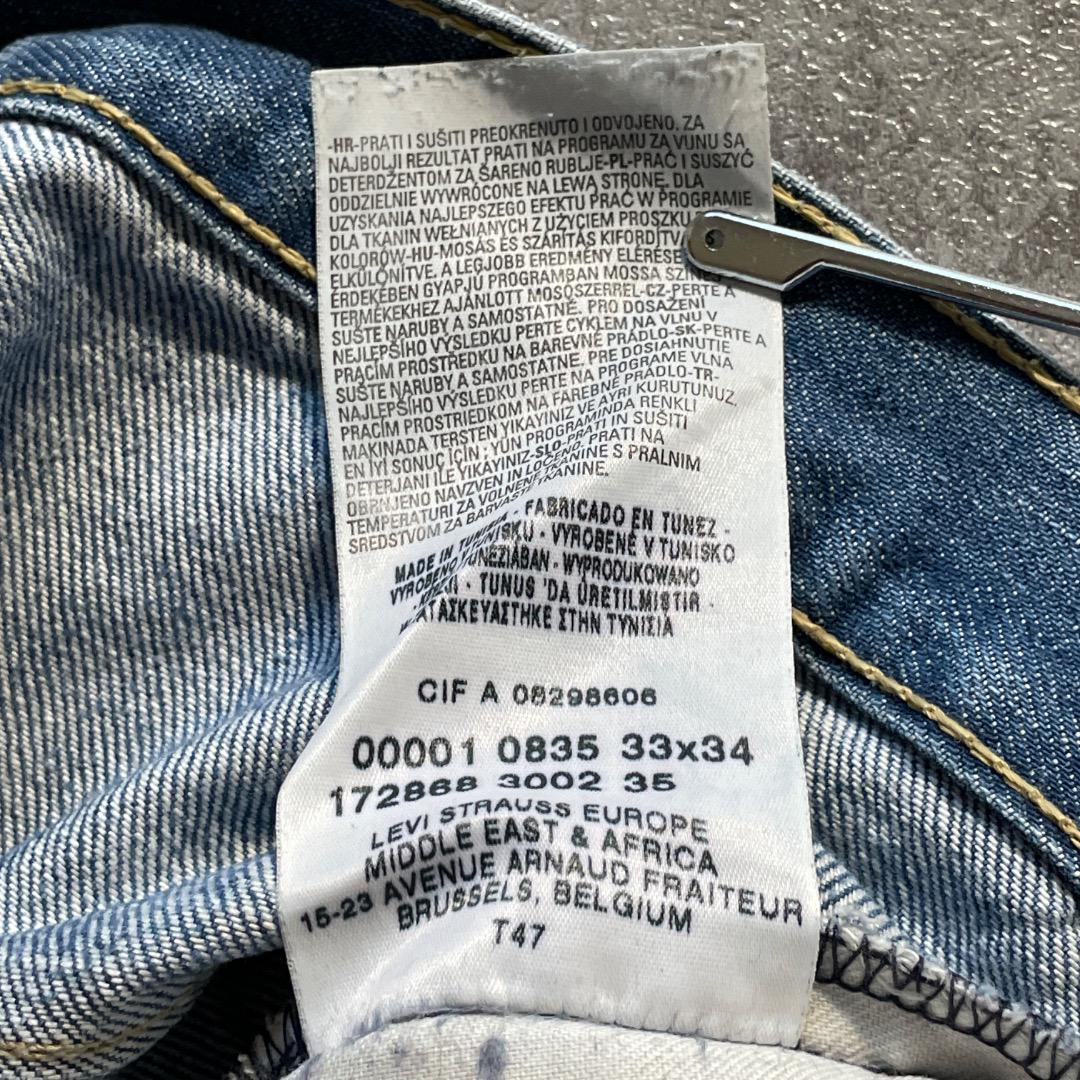 -HR-PRATI I SUŠITI PREOKRENUTO I ODVOJENO. ZA
NAJBOLJI REZULTAT PRATI NA PROGRAMU ZA VUNU SA
DETERDŽENTOM ZA ŠARENO RUBLJE-PL-PRAĆ I SUSZYĆ
ODDZIELNIE WYWRÓCONE NA LEWĄ STRONĘ. DLA
UZYSKANIA NAJLEPSZEGO EFEKTU PRAĆ W PROGRAMIE
DLA TKANIN WEŁNIANYCH Z UŻYCIEM PROSZKU
KOLORÓW-HU-MOSÁS ÉS SZÁRÍTÁS KIFORDÍTV
ELKÜLÖNÍTVE. A LEGJOBB EREDMÉNY ELÉRÉSE
ÉRDEKÉBEN GYAPJÚ PROGRAMBAN MOSSA
TERMÉKEKHEZ AJÁNLOTT MOSÓSZERREL-CZ-PERTE A
SUŠTE NARUBY A SAMOSTATNĚ. PRO DOSAŽENÍ
NEJLEPŠÍHO VÝSLEDKU PERTE CYKLEM NA VLNU V
PRACÍM PROSTŘEDKU NA BAREVNÉ PRÁDLO-SK-PERTE A
SUŠTE NARUBY A SAMOSTATNE. PRE DOSIAHNUTIE
NAJLEPŠIEHO VÝSLEDKU PERTE NA PROGRAME VLNA
PRACÍM PRIESTRIEDKOM NA FAREBNÉ PRÁDLO-TR-
MAKINADA TERSTEN YIKAYINIZ VE AYRI KURUTUNUZ.
EN İYİ SONUÇ İÇİN : YÜN PROGRAMINDA RENKLI
DETERJANI ILE YIKAYINIZ-SLO-PRATI IN SUŠITI
OBRNJENO NAVZVEN IN LOČENO. PRATI NA
TEMPERATURI ZA VOLNENE TKANINE S PRALNIM
SREDSTVOM ZA BARVASTE TKANINE.
MADE IN TUNISIA - FABRICADO EN TUNEZ -
VYROBENO V TUNISKU - VYROBENÉ V TUNISKO
TUNÉZIÁBAN - WYPRODUKOWANO
- TUNUS 'DA ÜRETILMISTIR -
ΚΑΤΑΣΚΕΥΑΣΤΗΚΕ ΣΤΗΝ ΤΥΝΙΣΙΑ
CIF A 08298606
00001 0835 33x34
172868 3002 35
LEVI STRAUSS EUROPE
MIDDLE EAST & AFRICA
15-23 AVENUE ARNAUD FRAITEUR
BRUSSELS, BELGIUM
T47